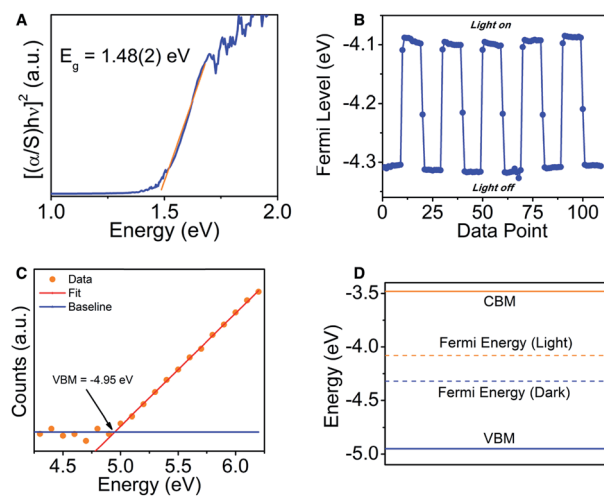 A
E_g = 1.48(2) eV
[(α/S)hν]² (a.u.)
1.0 1.5 2.0
Energy (eV)
B
Light on
Fermi Level (eV)
-4.1
-4.2
-4.3
Light off
0 25 50 75 100
Data Point
C
Data
Fit
Baseline
VBM = -4.95 eV
Counts (a.u.)
4.5 5.0 5.5 6.0
Energy (eV)
D
-3.5
-4.0
-4.5
-5.0
Energy (eV)
CBM
Fermi Energy (Light)
Fermi Energy (Dark)
VBM